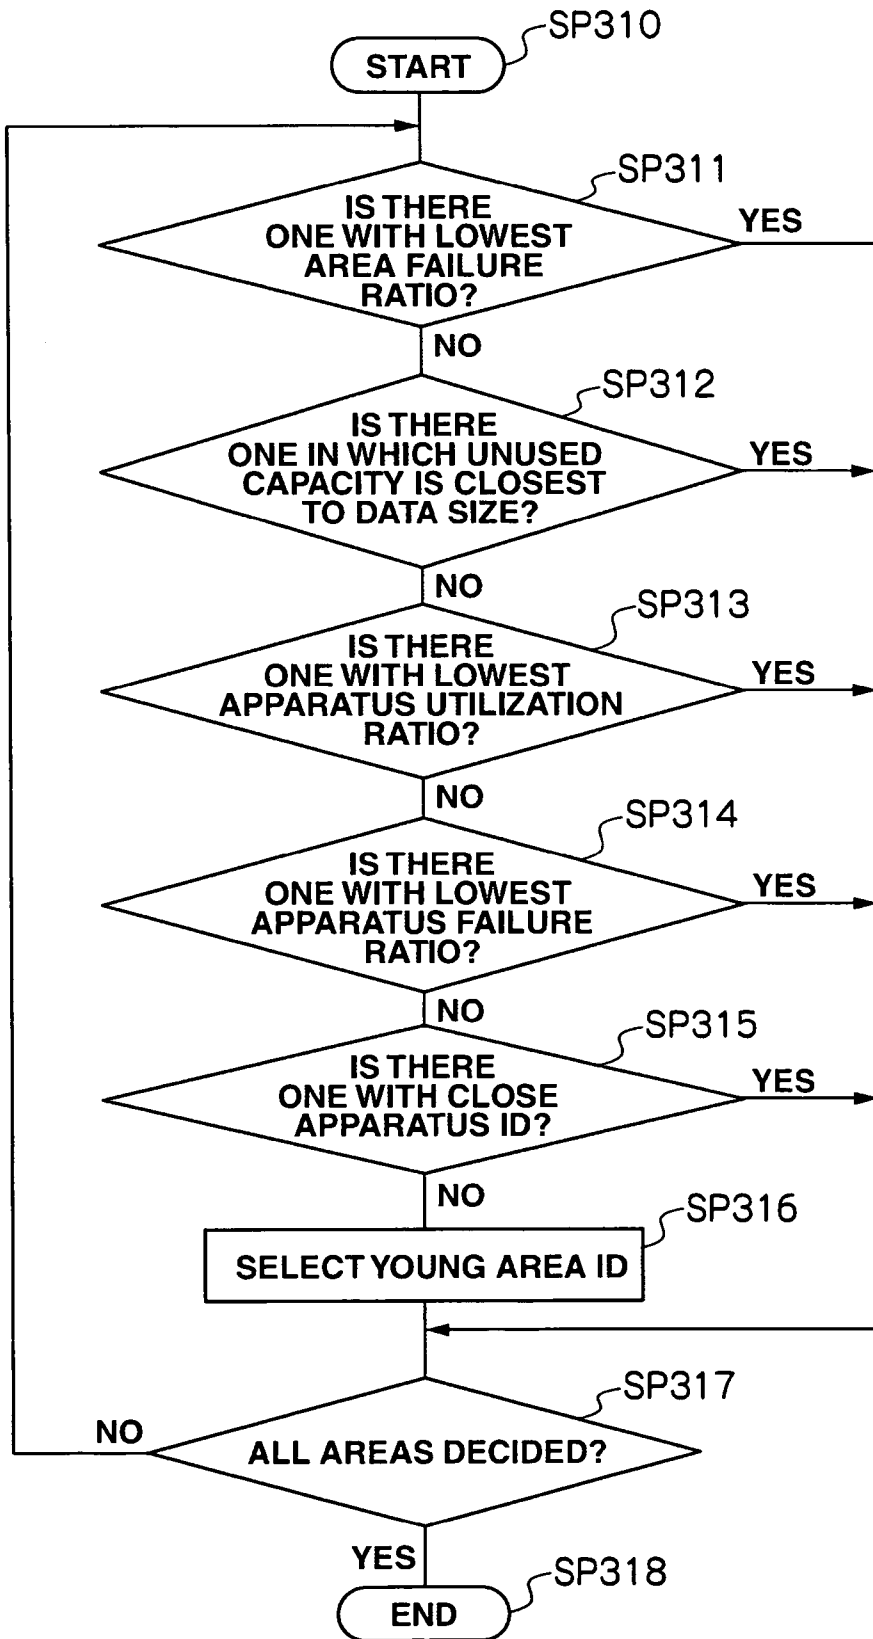 SP310
START
SP311
IS THERE
ONE WITH LOWEST
AREA FAILURE
RATIO?
YES
NO
SP312
IS THERE
ONE IN WHICH UNUSED
CAPACITY IS CLOSEST
TO DATA SIZE?
YES
NO
SP313
IS THERE
ONE WITH LOWEST
APPARATUS UTILIZATION
RATIO?
YES
NO
SP314
IS THERE
ONE WITH LOWEST
APPARATUS FAILURE
RATIO?
YES
NO
SP315
IS THERE
ONE WITH CLOSE
APPARATUS ID?
YES
NO
SP316
SELECT YOUNG AREA ID
SP317
NO
ALL AREAS DECIDED?
YES
SP318
END